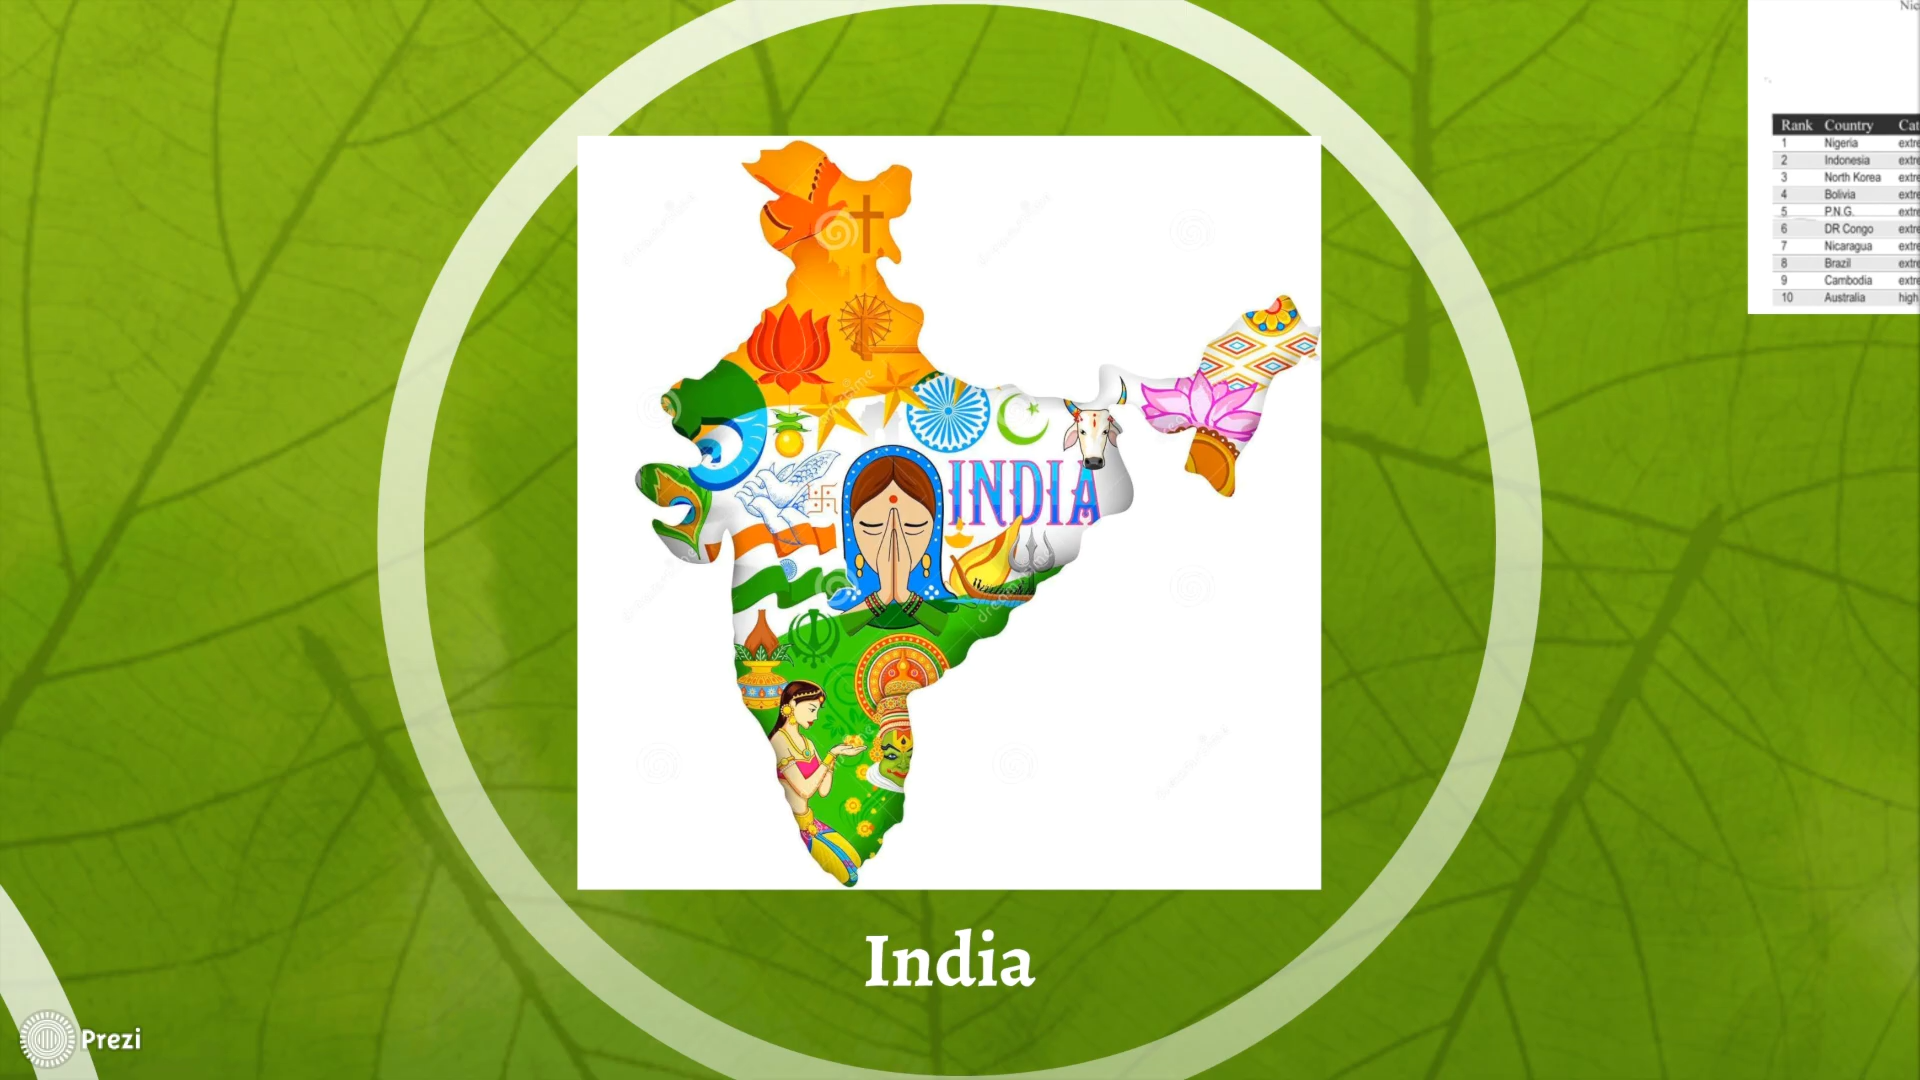 Rank Country
1 Nigeria
2 Indonesia
3 North Korea
4 Bolivia
5 P.N.G.
6 DR Congo
7 Nicaragua
8 Brazil
9 Cambodia
10 Australia high
INDIA
India
Prezi